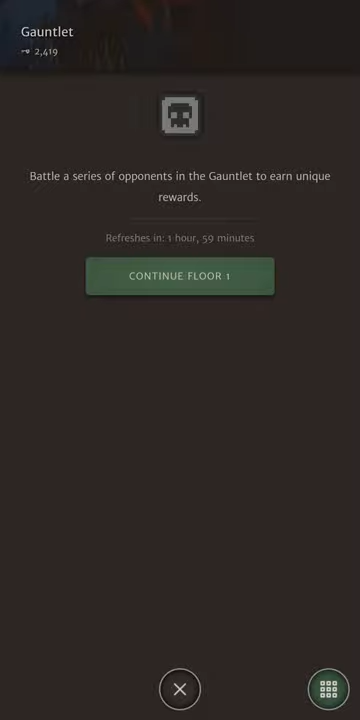 Gauntlet
2,419
Battle a series of opponents in the Gauntlet to earn unique
rewards.
Refreshes in: 1 hour, 59 minutes
CONTINUE FLOOR 1